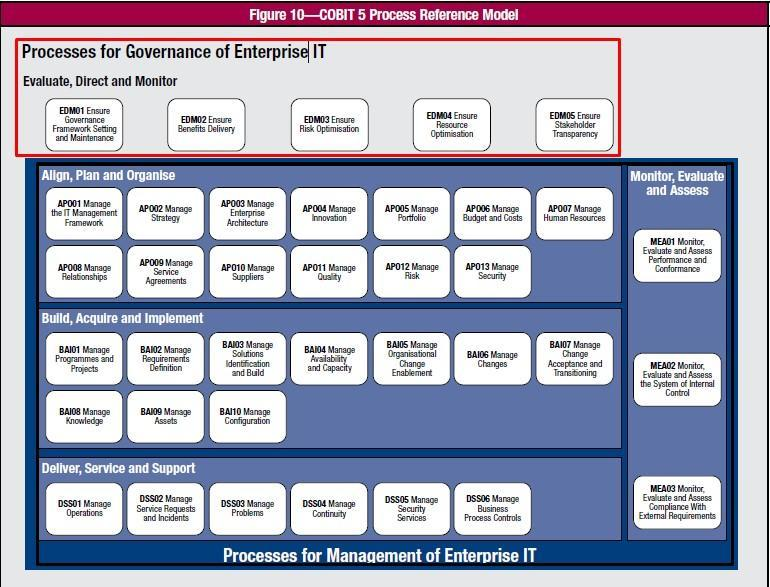 Figure 10—COBIT 5 Process Reference Model
Processes for Governance of Enterprise IT
Evaluate, Direct and Monitor
EDM01 Ensure
Governance
Framework Setting
and Maintenance
EDM02 Ensure
Benefits Delivery
EDM03 Ensure
Risk Optimisation
EDM04 Ensure
Resource
Optimisation
EDM05 Ensure
Stakeholder
Transparency
Align, Plan and Organise
APO01 Manage
the IT Management
Framework
APO02 Manage
Strategy
APO03 Manage
Enterprise
Architecture
APO04 Manage
Innovation
APO05 Manage
Portfolio
APO06 Manage
Budget and Costs
APO07 Manage
Human Resources
APO08 Manage
Relationships
APO09 Manage
Service
Agreements
APO10 Manage
Suppliers
APO11 Manage
Quality
APO12 Manage
Risk
APO13 Manage
Security
Build, Acquire and Implement
BAI01 Manage
Programmes and
Projects
BAI02 Manage
Requirements
Definition
BAI03 Manage
Solutions
Identification
and Build
BAI04 Manage
Availability
and Capacity
BAI05 Manage
Organisational
Change
Enablement
BAI06 Manage
Changes
BAI07 Manage
Change
Acceptance and
Transitioning
BAI08 Manage
Knowledge
BAI09 Manage
Assets
BAI10 Manage
Configuration
Deliver, Service and Support
DSS01 Manage
Operations
DSS02 Manage
Service Requests
and Incidents
DSS03 Manage
Problems
DSS04 Manage
Continuity
DSS05 Manage
Security
Services
DSS06 Manage
Business
Process Controls
Monitor, Evaluate
and Assess
MEA01 Monitor,
Evaluate and Assess
Performance and
Conformance
MEA02 Monitor,
Evaluate and Assess
the System of Internal
Control
MEA03 Monitor,
Evaluate and Assess
Compliance With
External Requirements
Processes for Management of Enterprise IT